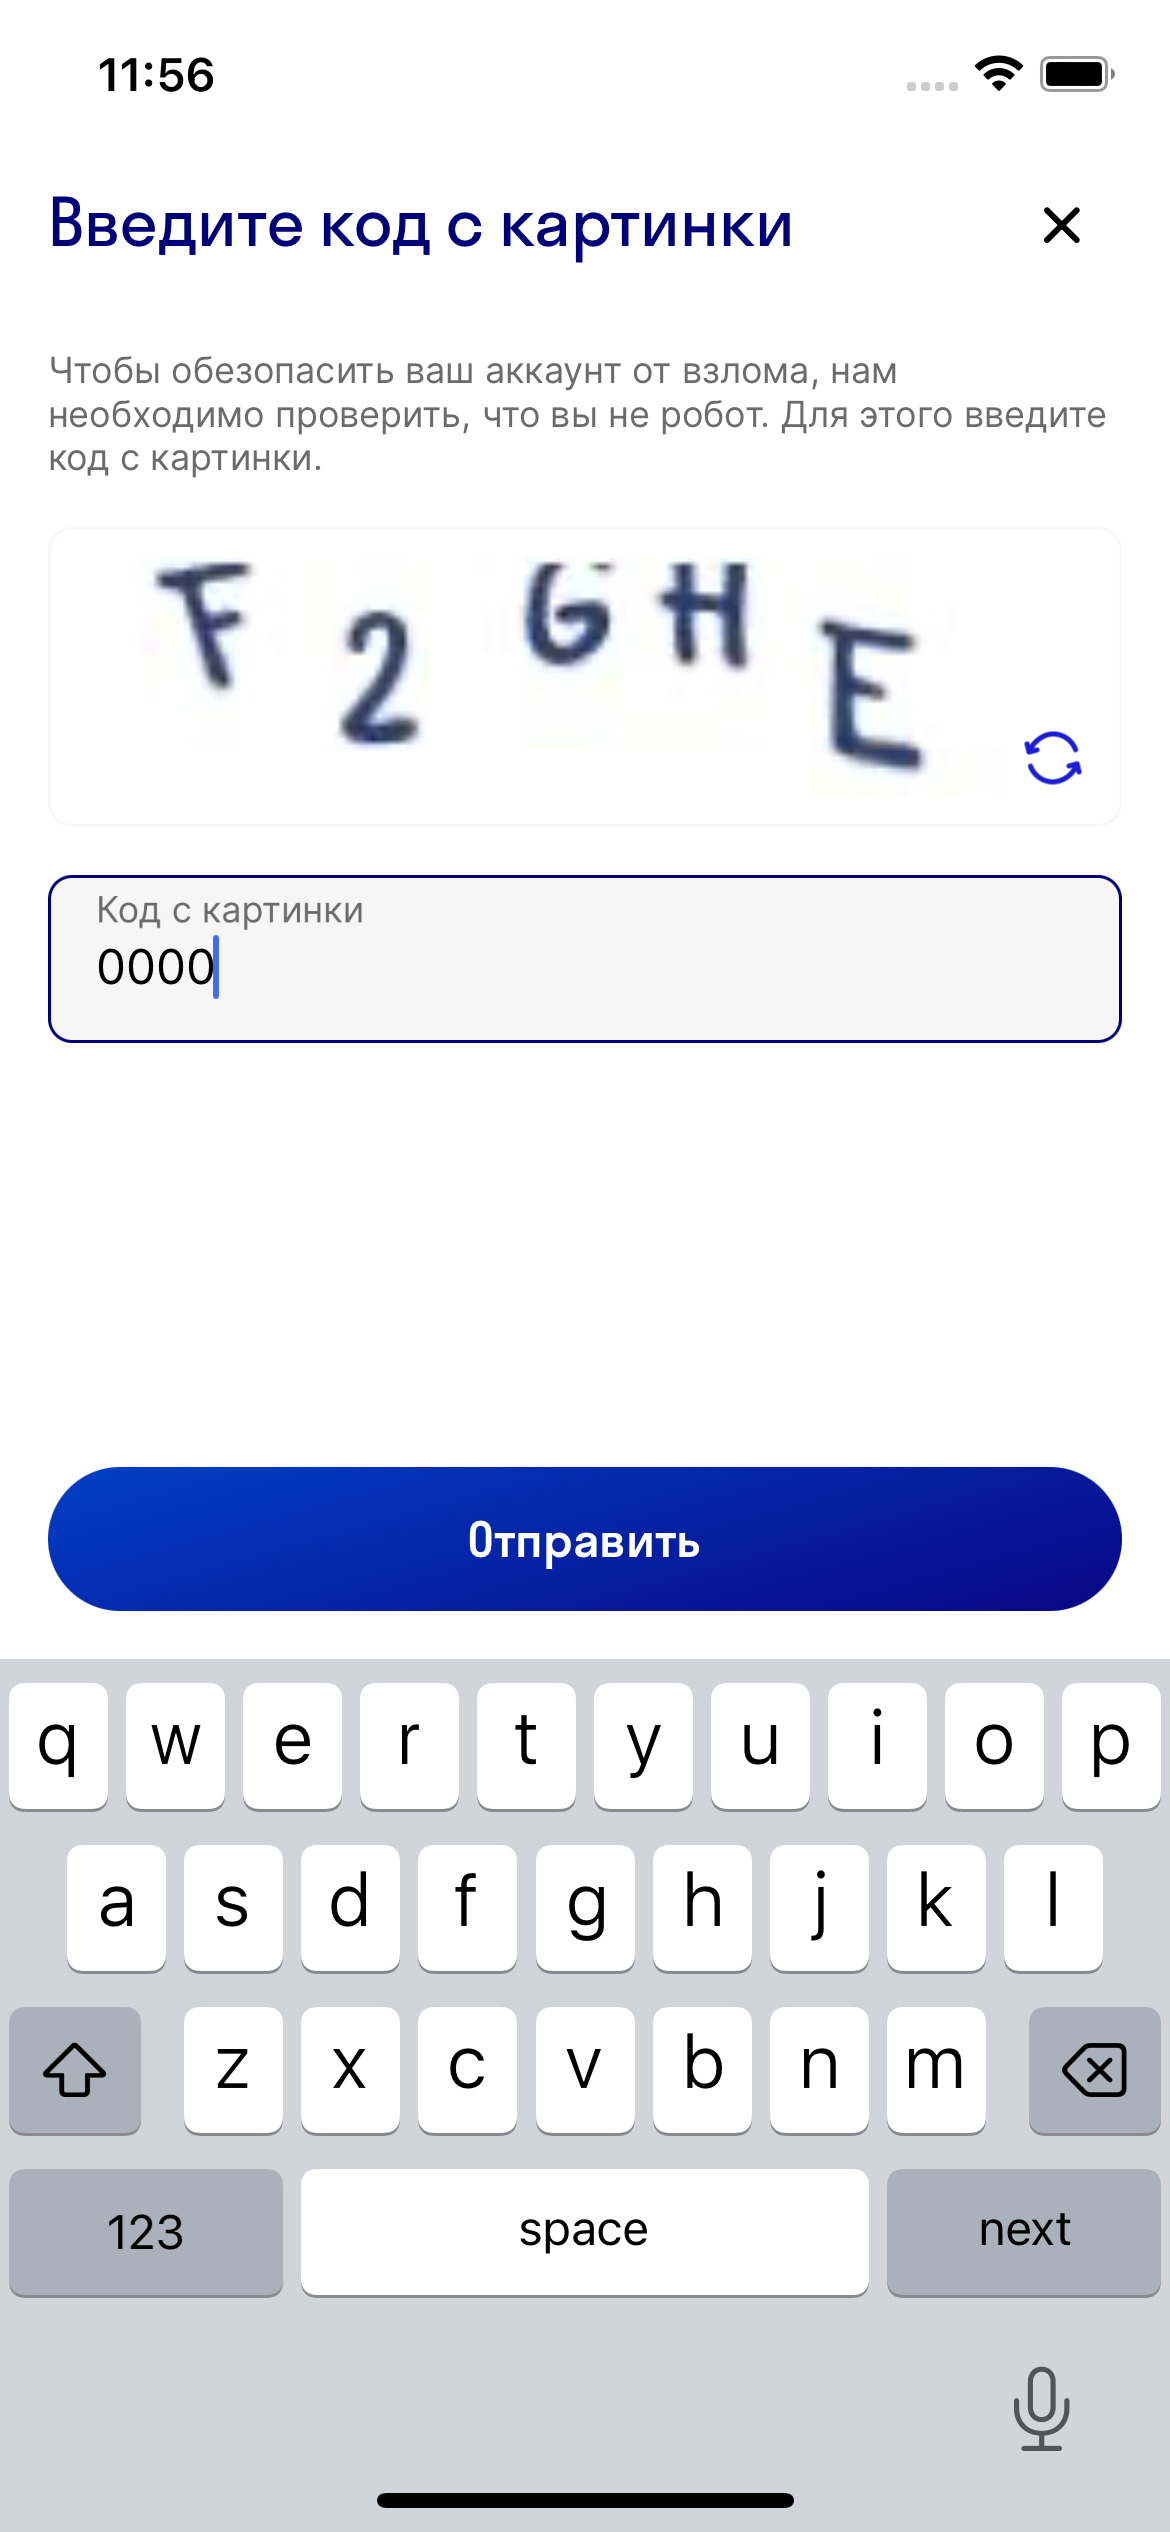 11:56
Введите код с картинки
Чтобы обезопасить ваш аккаунт от взлома, нам
необходимо проверить, что вы не робот. Для этого введите
код с картинки.
F 2 G H E
Код с картинки
0000
Отправить
q w e r t y u i o p
a s d f g h j k l
z x c v b n m
123 space next